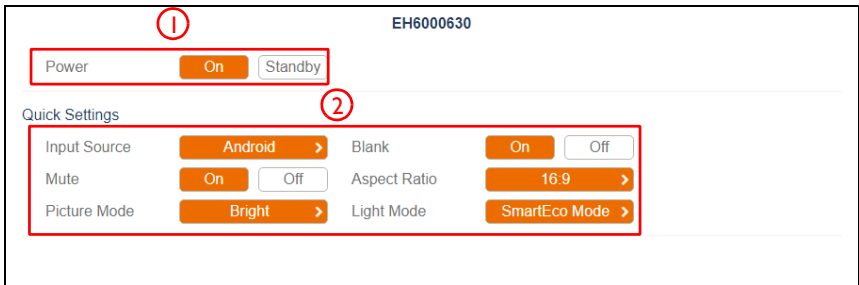 EH6000630
1
Power On Standby
2
Quick Settings
Input Source Android > Blank On Off
Mute On Off Aspect Ratio 16:9 >
Picture Mode Bright > Light Mode SmartEco Mode >